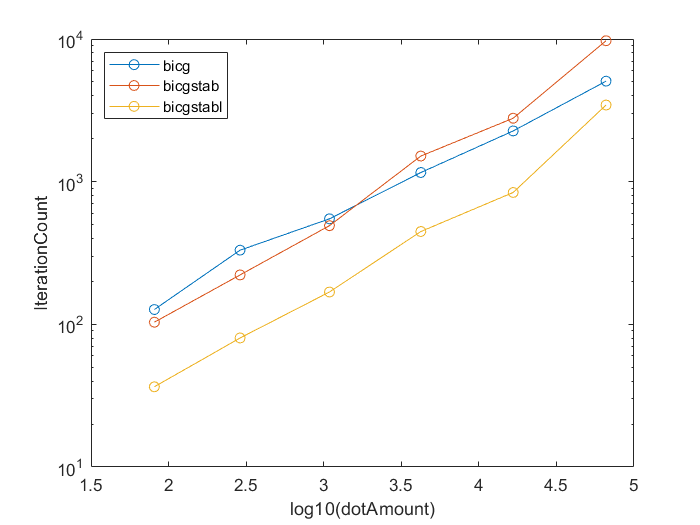 10^4
bicg
bicgstab
bicgstabl
10^3
IterationCount
10^2
10^1
1.5 2 2.5 3 3.5 4 4.5 5
log10(dotAmount)